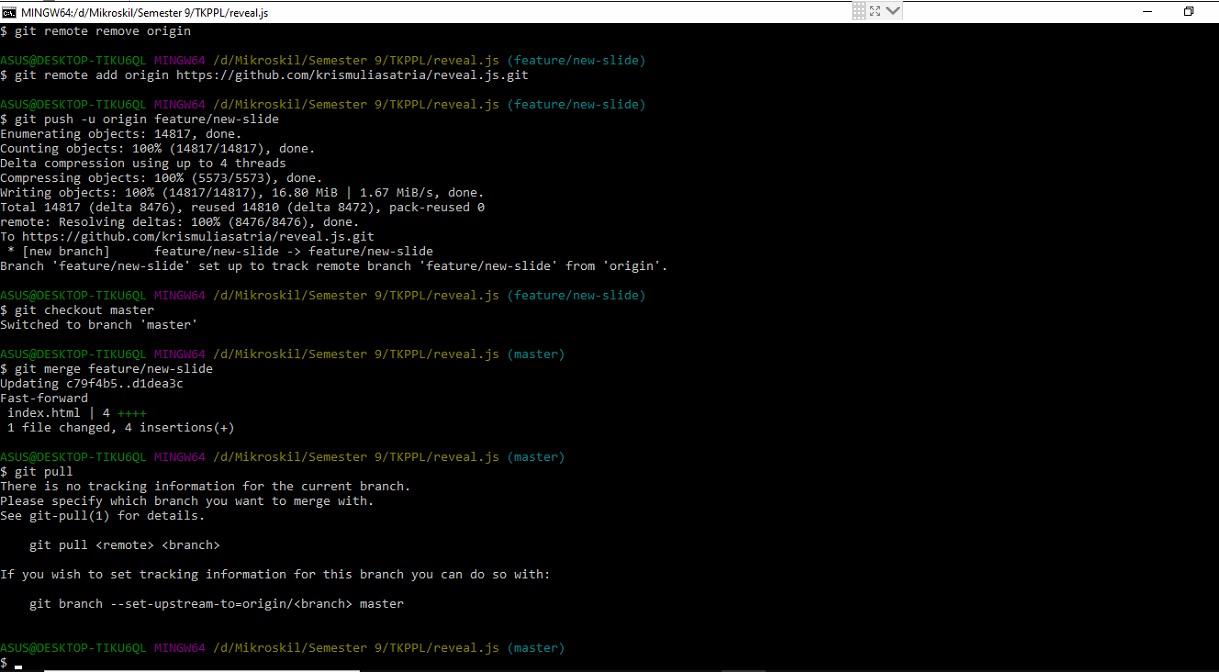 MINGW64:/d/Mikroskil/Semester 9/TKPPL/reveal.js
$ git remote remove origin
ASUS@DESKTOP-TIKU6QL MINGW64 /d/Mikroskil/Semester 9/TKPPL/reveal.js (feature/new-slide)
$ git remote add origin https://github.com/krismuliasatria/reveal.js.git
ASUS@DESKTOP-TIKU6QL MINGW64 /d/Mikroskil/Semester 9/TKPPL/reveal.js (feature/new-slide)
$ git push -u origin feature/new-slide
Enumerating objects: 14817, done.
Counting objects: 100% (14817/14817), done.
Delta compression using up to 4 threads
Compressing objects: 100% (5573/5573), done.
Writing objects: 100% (14817/14817), 16.80 MiB | 1.67 MiB/s, done.
Total 14817 (delta 8476), reused 14810 (delta 8472), pack-reused 0
remote: Resolving deltas: 100% (8476/8476), done.
To https://github.com/krismuliasatria/reveal.js.git
 * [new branch]      feature/new-slide -> feature/new-slide
Branch 'feature/new-slide' set up to track remote branch 'feature/new-slide' from 'origin'.
ASUS@DESKTOP-TIKU6QL MINGW64 /d/Mikroskil/Semester 9/TKPPL/reveal.js (feature/new-slide)
$ git checkout master
Switched to branch 'master'
ASUS@DESKTOP-TIKU6QL MINGW64 /d/Mikroskil/Semester 9/TKPPL/reveal.js (master)
$ git merge feature/new-slide
Updating c79f4b5..d1dea3c
Fast-forward
 index.html | 4 ++++
 1 file changed, 4 insertions(+)
ASUS@DESKTOP-TIKU6QL MINGW64 /d/Mikroskil/Semester 9/TKPPL/reveal.js (master)
$ git pull
There is no tracking information for the current branch.
Please specify which branch you want to merge with.
See git-pull(1) for details.
    git pull <remote> <branch>
If you wish to set tracking information for this branch you can do so with:
    git branch --set-upstream-to=origin/<branch> master
ASUS@DESKTOP-TIKU6QL MINGW64 /d/Mikroskil/Semester 9/TKPPL/reveal.js (master)
$